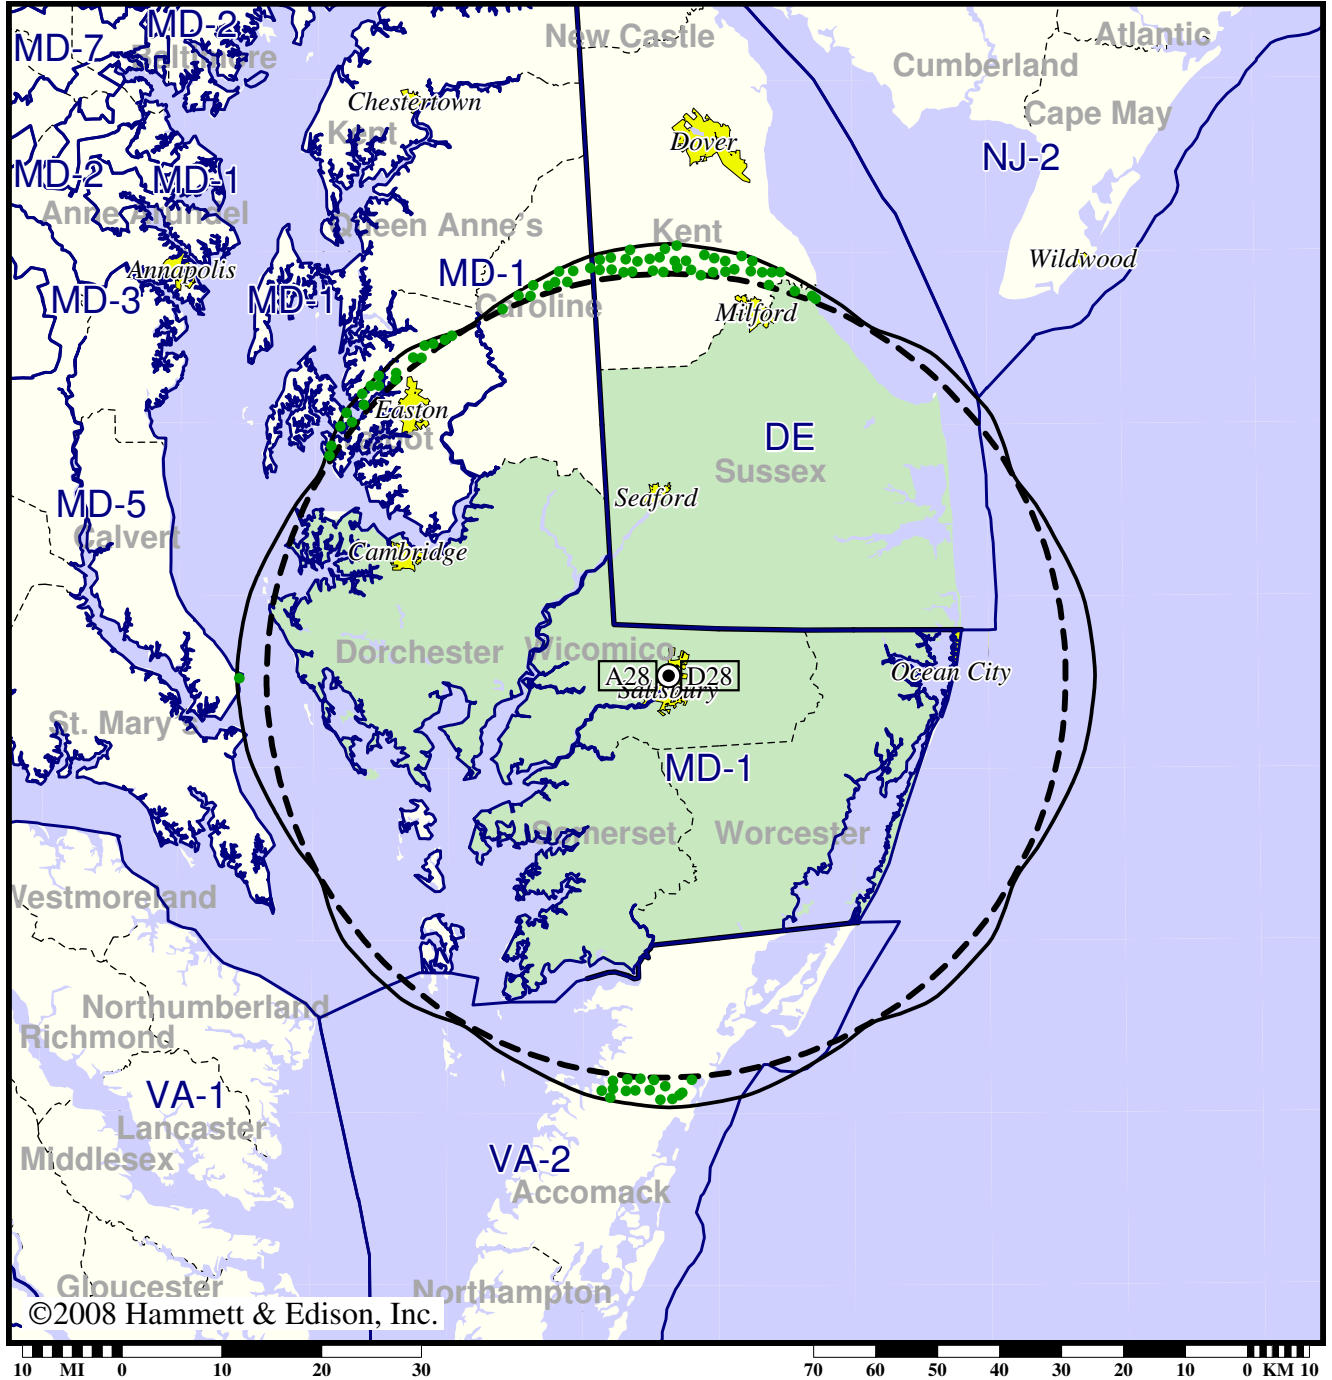 MD-2
New Castle
Atlantic
MD-7
Baltimore
Cumberland
Chestertown
Cape May
Kent
Dover
NJ-2
MD-2
MD-1
Anne Arundel
Queen Anne's
Kent
Annapolis
MD-1
Wildwood
MD-3
MD-1
Caroline
Milford
Easton
Talbot
DE
Sussex
MD-5
Seaford
Calvert
Cambridge
Dorchester
Wicomico
Ocean City
A28 D28
Salisbury
St. Mary's
MD-1
Somerset
Worcester
Westmoreland
Northumberland
Richmond
VA-1
Lancaster
Middlesex
VA-2
Accomack
Gloucester
Northampton
©2008 Hammett & Edison, Inc.
10 MI 0 10 20 30 70 60 50 40 30 20 10 0 KM 10